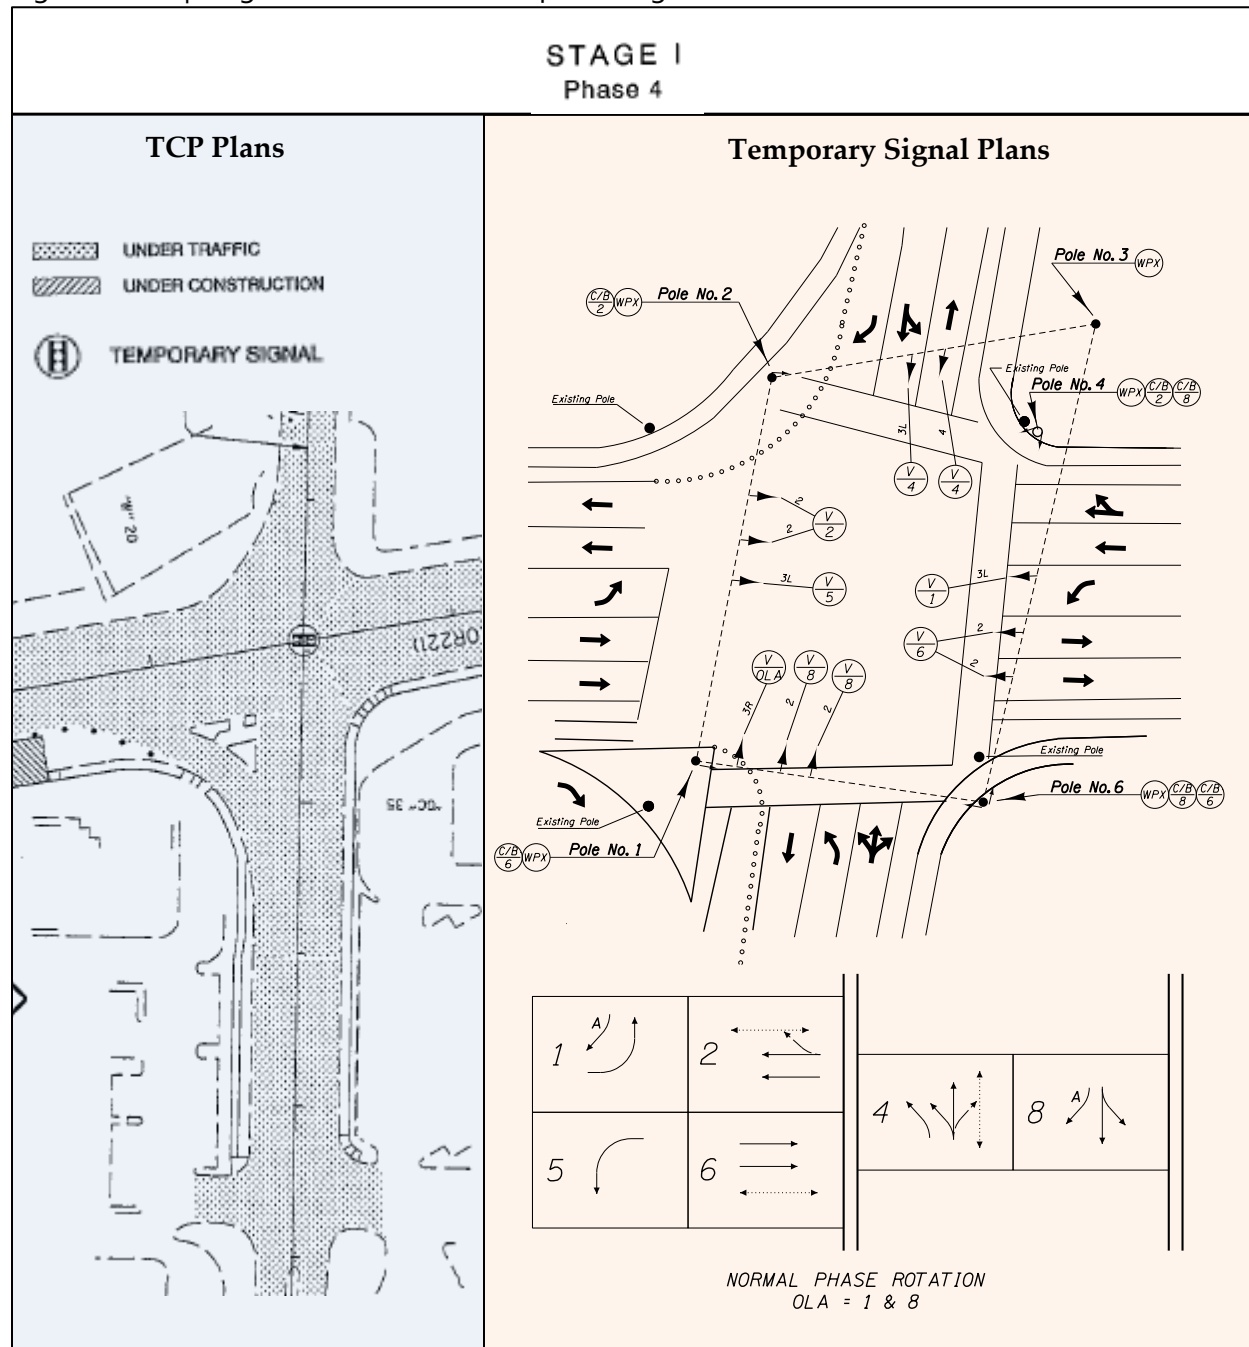 STAGE I
Phase 4
TCP Plans
UNDER TRAFFIC
UNDER CONSTRUCTION
TEMPORARY SIGNAL
"W" 20
OR2211
"GC" 35
Temporary Signal Plans
Pole No. 3 WPX
C/B 2 WPX Pole No. 2
Existing Pole
Pole No. 4 WPX C/B 2 C/B 8
Existing Pole
3L
4
V 4
V 4
2
2
V 2
3L
V 5
V 1
3L
V 6
2
2
V OLA
V 8
V 8
3R
2
2
Existing Pole
Pole No. 6 WPX C/B 8 C/B 6
Existing Pole
C/B 6 WPX Pole No. 1
1 A
2
5
6
4
8 A
NORMAL PHASE ROTATION
OLA = 1 & 8